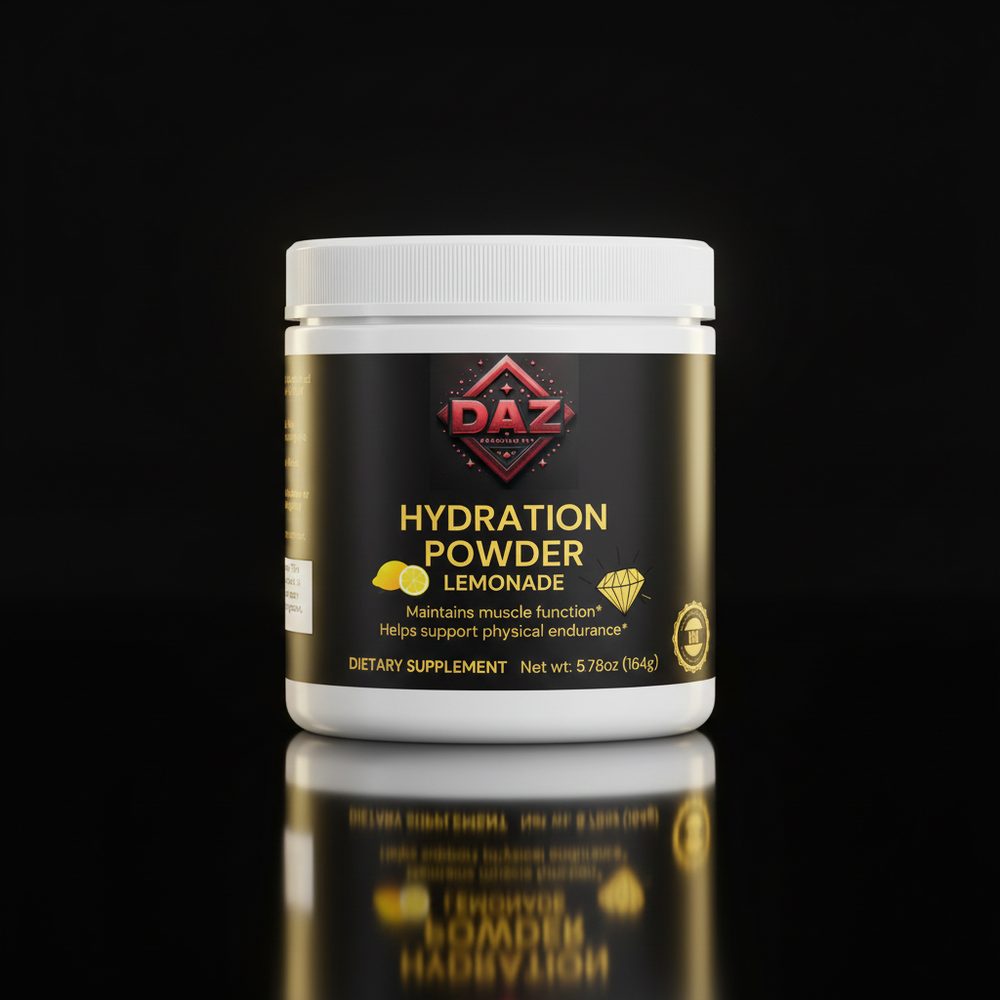 DAZ
HYDRATION
POWDER
LEMONADE
Maintains muscle function*
Helps support physical endurance*
DIETARY SUPPLEMENT Net wt: 5.78oz (164g)